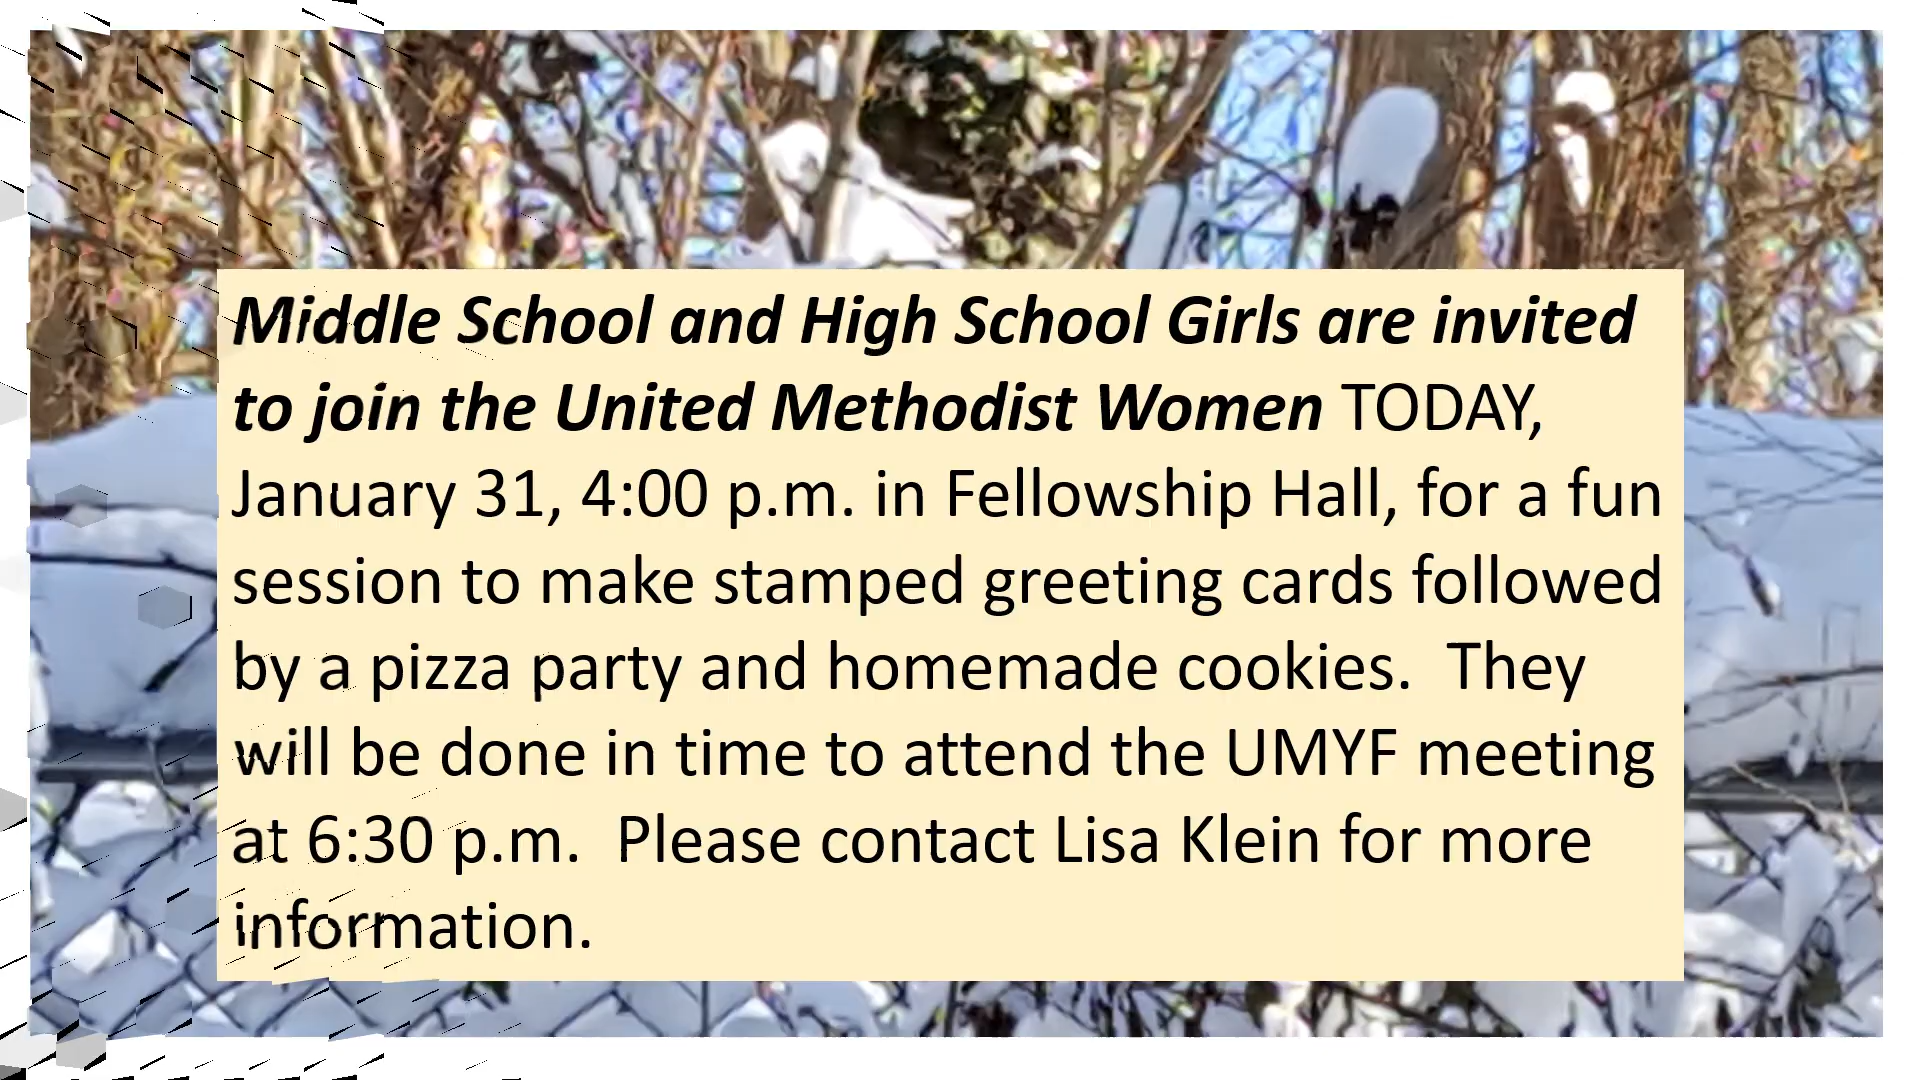 Middle School and High School Girls are invited
to join the United Methodist Women TODAY,
January 31, 4:00 p.m. in Fellowship Hall, for a fun
session to make stamped greeting cards followed
by a pizza party and homemade cookies.  They
will be done in time to attend the UMYF meeting
at 6:30 p.m.  Please contact Lisa Klein for more
information.